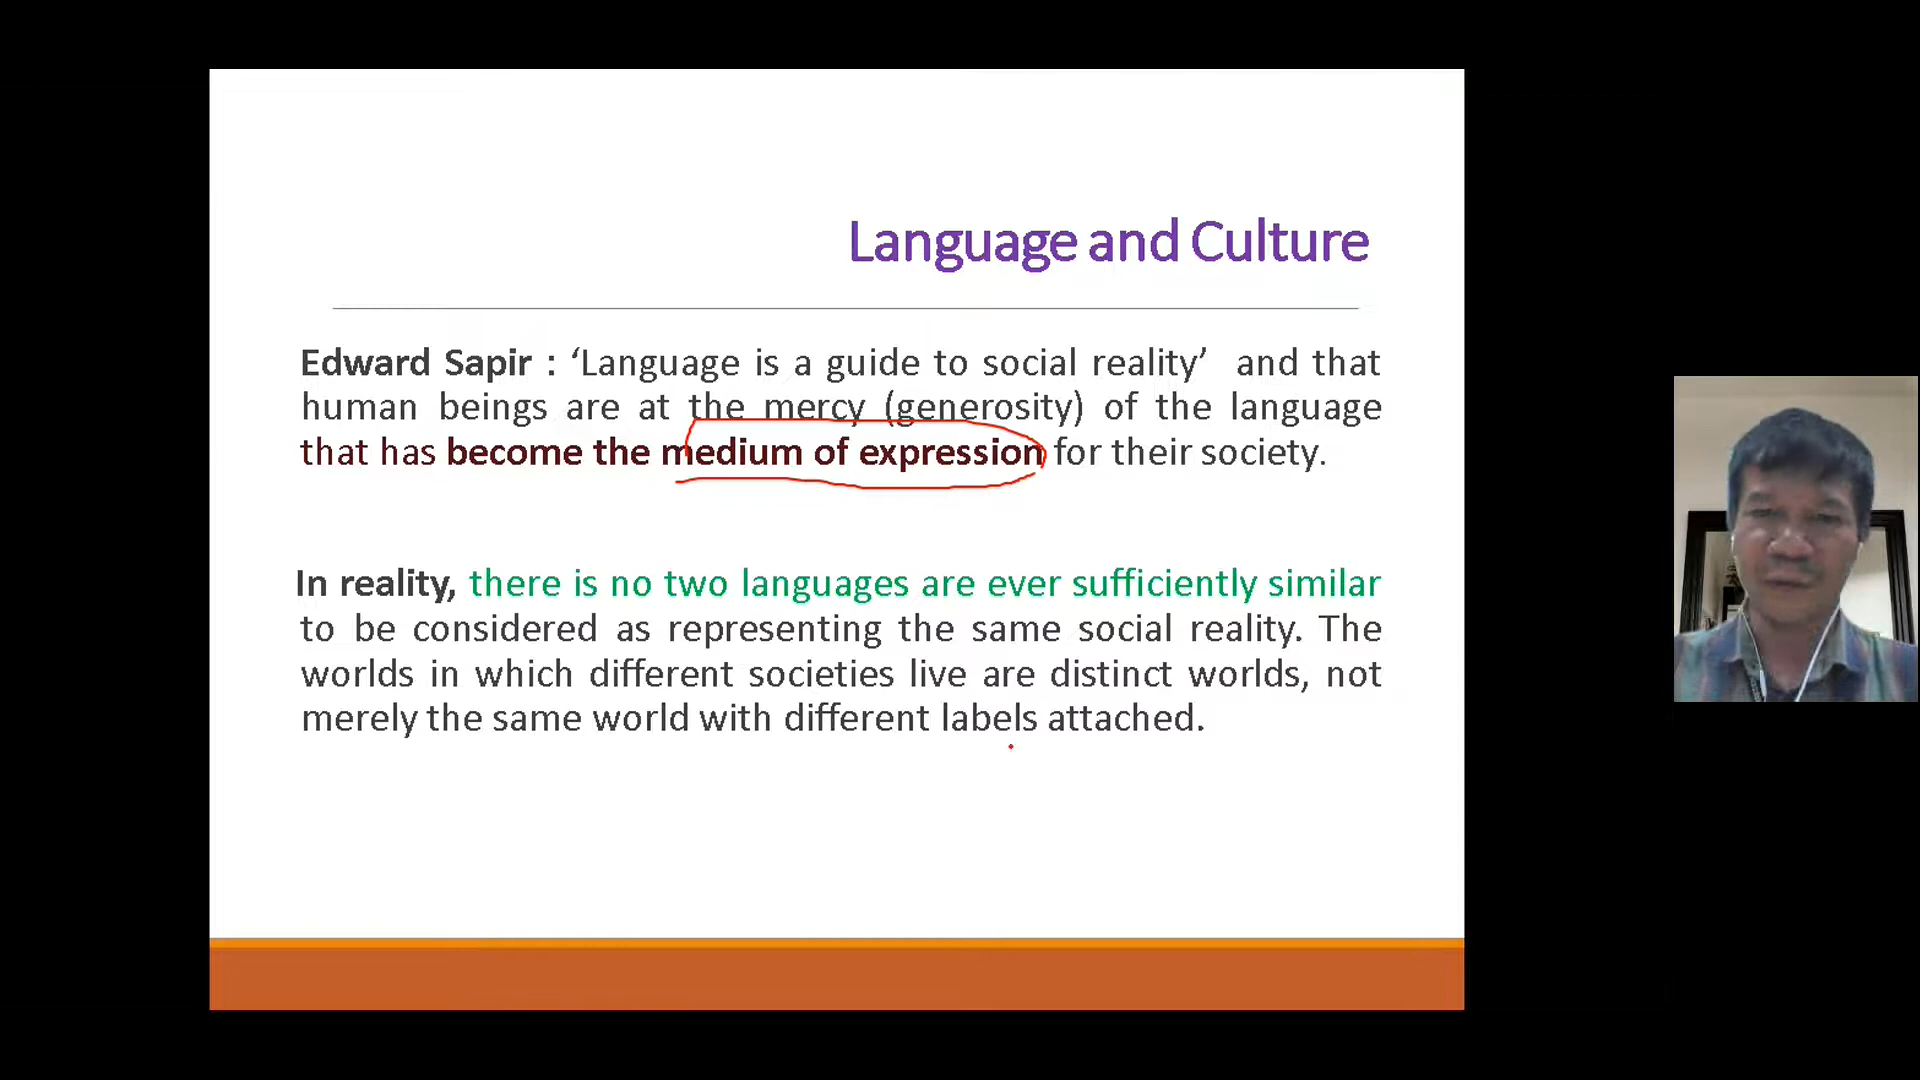 Language and Culture
Edward Sapir : ‘Language is a guide to social reality’ and that
human beings are at the mercy (generosity) of the language
that has become the medium of expression for their society.
In reality, there is no two languages are ever sufficiently similar
to be considered as representing the same social reality. The
worlds in which different societies live are distinct worlds, not
merely the same world with different labels attached.